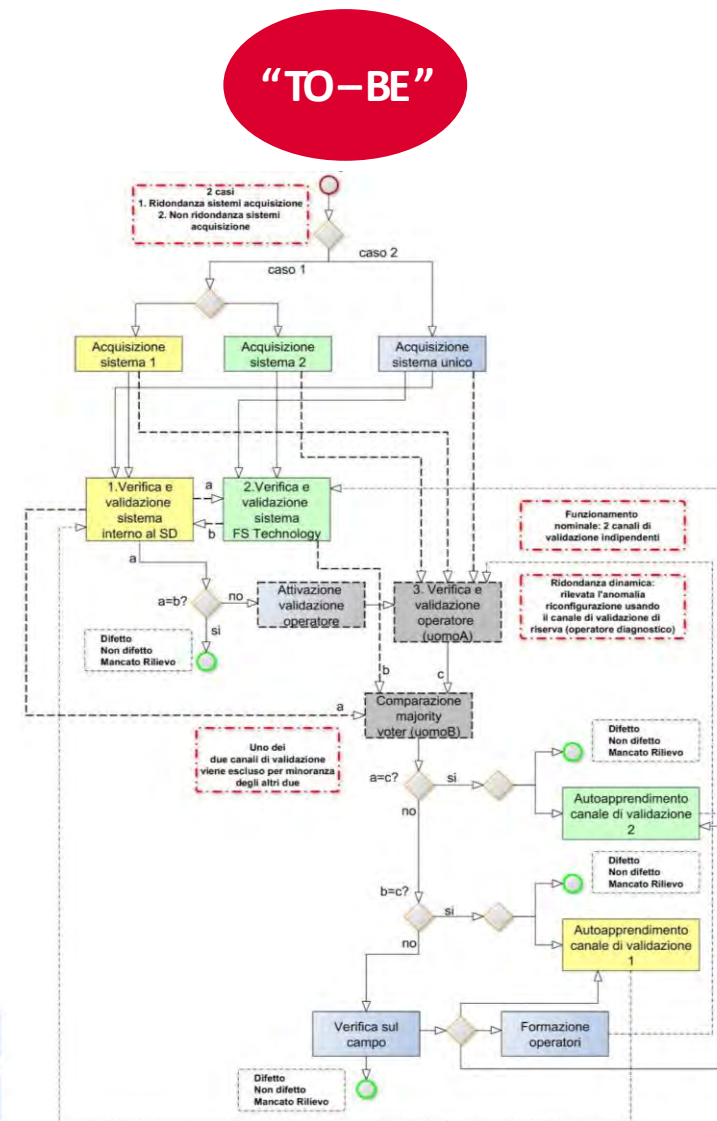 “TO–BE”
2 casi
1. Ridondanza sistemi acquisizione
2. Non ridondanza sistemi
acquisizione
caso 1
caso 2
Acquisizione
sistema 1
Acquisizione
sistema 2
Acquisizione
sistema unico
1.Verifica e
validazione
sistema
interno al SD
a
b
2.Verifica e
validazione
sistema
FS Technology
Funzionamento
nominale: 2 canali di
validazione indipendenti
a
a=b?
no
si
Attivazione
validazione
operatore
3. Verifica e
validazione
operatore
(uomoA)
Ridondanza dinamica:
rilevata l'anomalia
riconfigurazione usando
il canale di validazione di
riserva (operatore diagnostico)
Difetto
Non difetto
Mancato Rilievo
b
c
a
Comparazione
majority
voter (uomoB)
Uno dei
due canali di validazione
viene escluso per minoranza
degli altri due
a=c?
si
no
Difetto
Non difetto
Mancato Rilievo
Autoapprendimento
canale di validazione
2
b=c?
si
no
Difetto
Non difetto
Mancato Rilievo
Autoapprendimento
canale di validazione
1
Verifica sul
campo
Formazione
operatori
Difetto
Non difetto
Mancato Rilievo